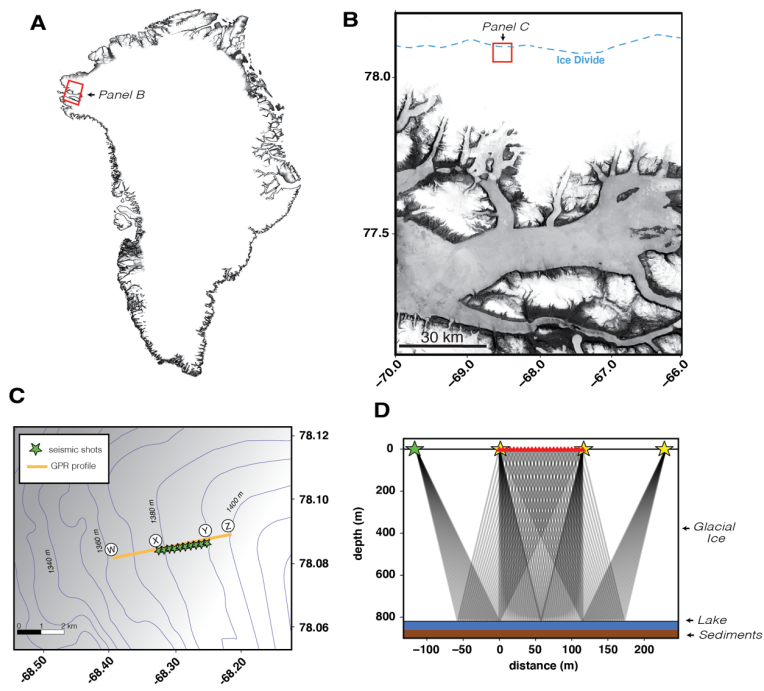 A
Panel B
B
Panel C
Ice Divide
78.0
77.5
30 km
−70.0
−69.0
−68.0
−67.0
−66.0
C
seismic shots
GPR profile
1340 m
1360 m
1380 m
1400 m
W
X
Y
Z
0 1 2 km
78.12
78.10
78.08
78.06
−68.50
−68.40
−68.30
−68.20
D
0
200
400
600
800
depth (m)
Glacial
Ice
Lake
Sediments
−100
−50
0
50
100
150
200
distance (m)